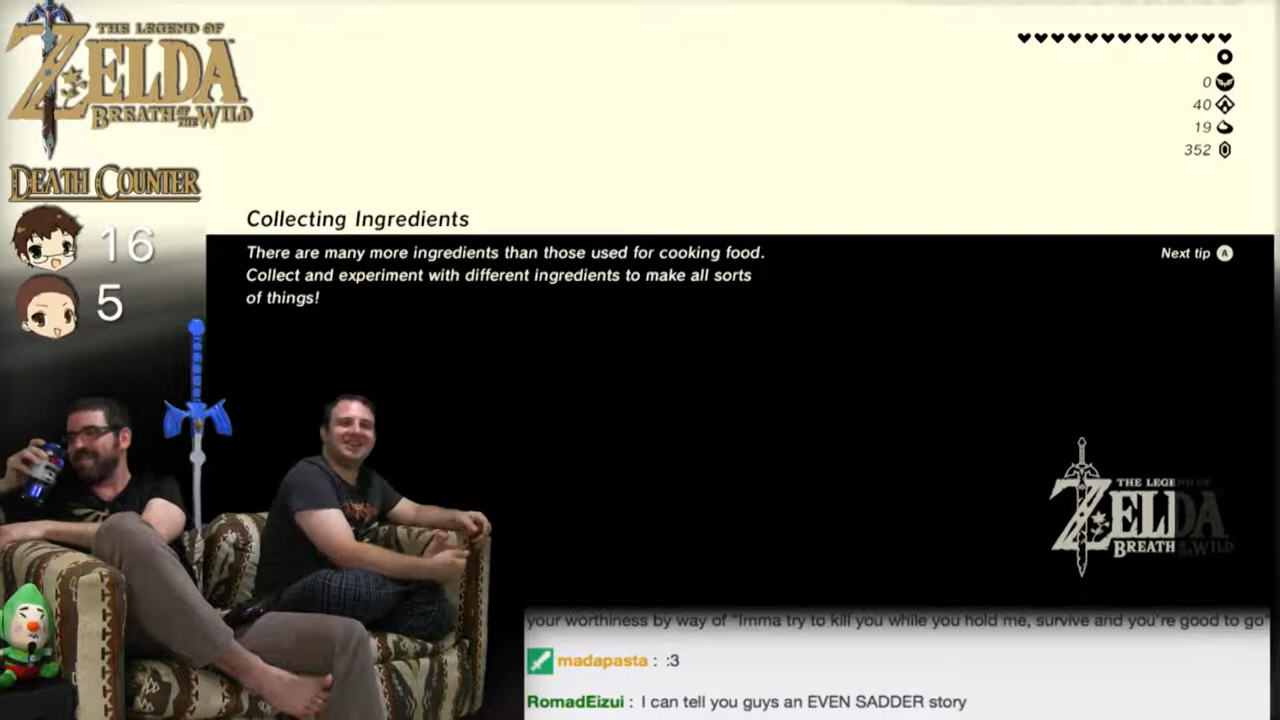 THE LEGEND OF
ZELDA
BREATH OF THE WILD
DEATH COUNTER
16
5
0
40
19
352
Collecting Ingredients
There are many more ingredients than those used for cooking food.
Collect and experiment with different ingredients to make all sorts
of things!
Next tip A
THE LEGEND OF
ZELDA
BREATH OF THE WILD
your worthiness by way of "Imma try to kill you while you hold me, survive and you're good to go"
madapasta : :3
RomadEizui : I can tell you guys an EVEN SADDER story